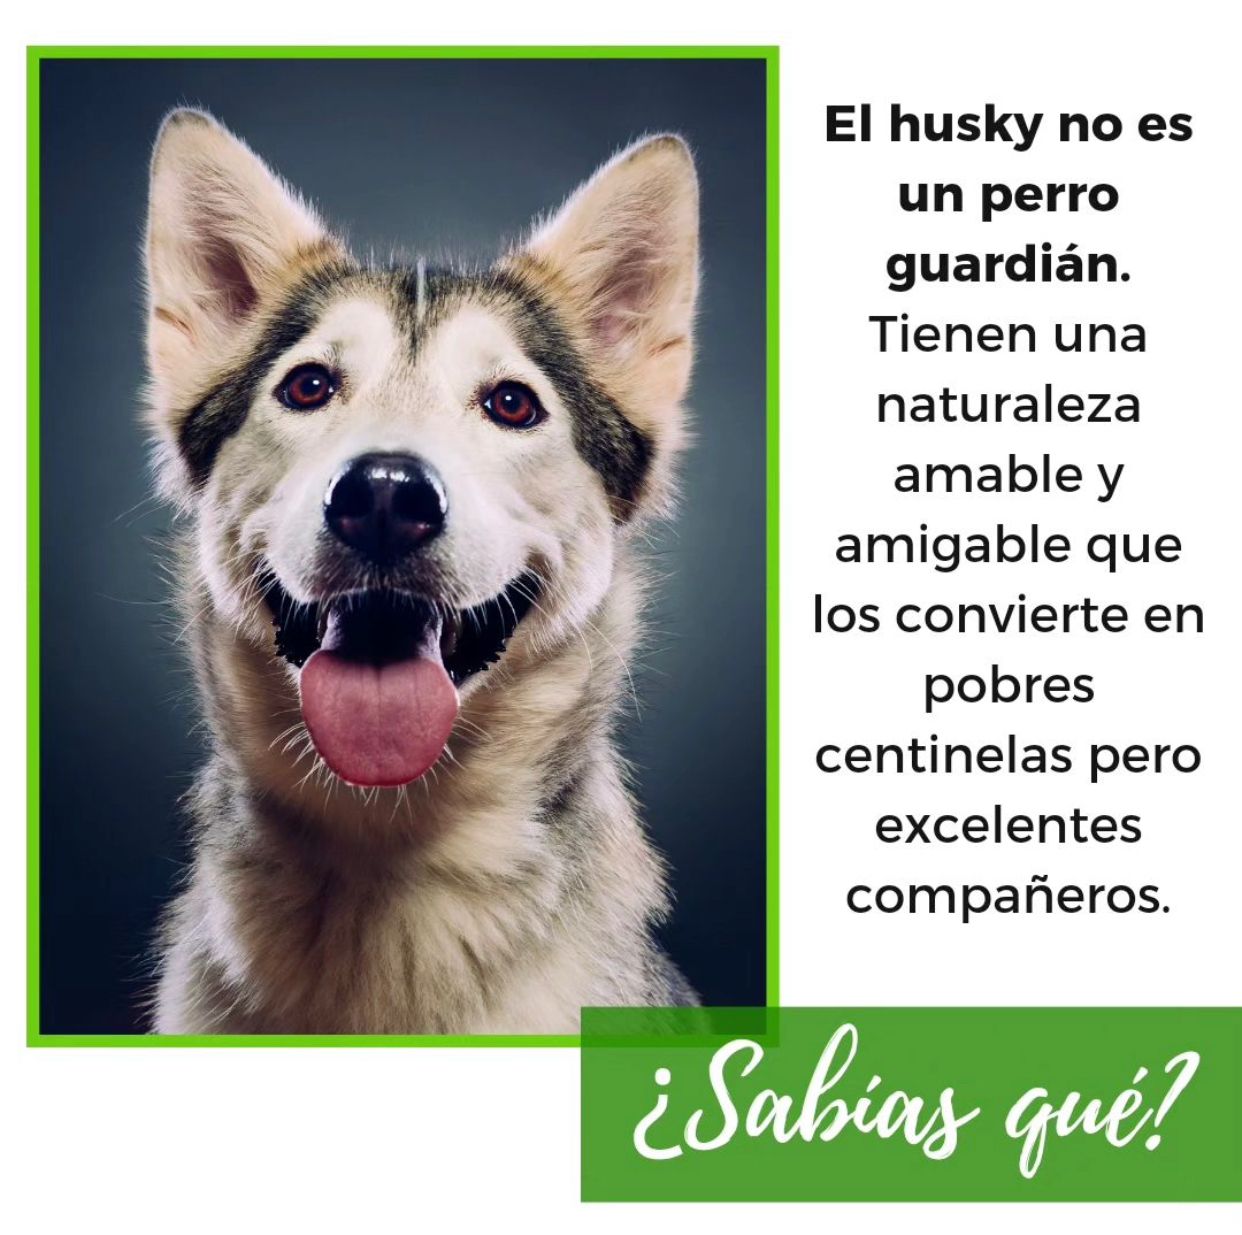 El husky no es
un perro
guardián.
Tienen una
naturaleza
amable y
amigable que
los convierte en
pobres
centinelas pero
excelentes
compañeros.
¿Sabías qué?